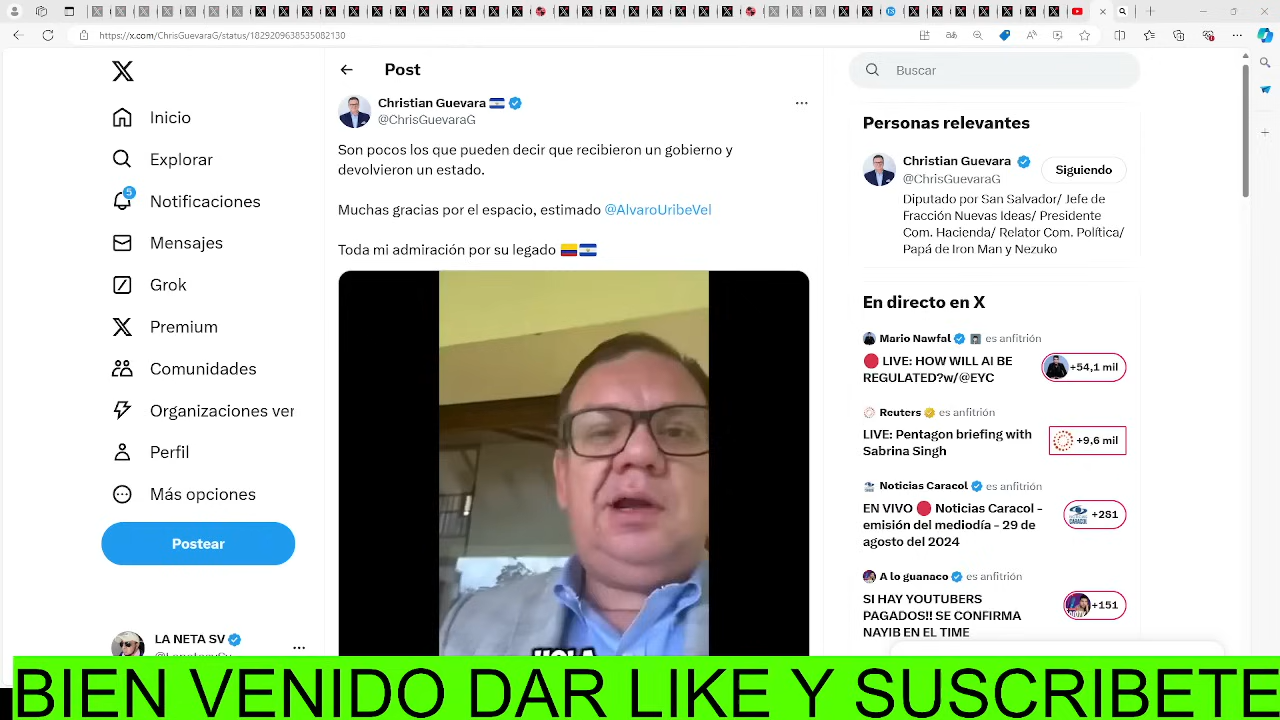 https://x.com/ChrisGuevaraG/status/1829209638535082130
Inicio
Explorar
5
Notificaciones
Mensajes
Grok
Premium
Comunidades
Organizaciones ver
Perfil
Más opciones
Postear
LA NETA SV
Post
Christian Guevara
@ChrisGuevaraG
Son pocos los que pueden decir que recibieron un gobierno y
devolvieron un estado.
Muchas gracias por el espacio, estimado @AlvaroUribeVel
Toda mi admiración por su legado
HOLA
Buscar
Personas relevantes
Christian Guevara
@ChrisGuevaraG
Siguiendo
Diputado por San Salvador/ Jefe de
Fracción Nuevas Ideas/ Presidente
Com. Hacienda/ Relator Com. Política/
Papá de Iron Man y Nezuko
En directo en X
Mario Nawfal es anfitrión
LIVE: HOW WILL AI BE
REGULATED?w/@EYC
+54,1 mil
Reuters es anfitrión
LIVE: Pentagon briefing with
Sabrina Singh
+9,6 mil
Noticias Caracol es anfitrión
EN VIVO Noticias Caracol -
emisión del mediodía - 29 de
agosto del 2024
+281
A lo guanaco es anfitrión
SI HAY YOUTUBERS
PAGADOS!! SE CONFIRMA
NAYIB EN EL TIME
+151
BIEN VENIDO DAR LIKE Y SUSCRIBETE